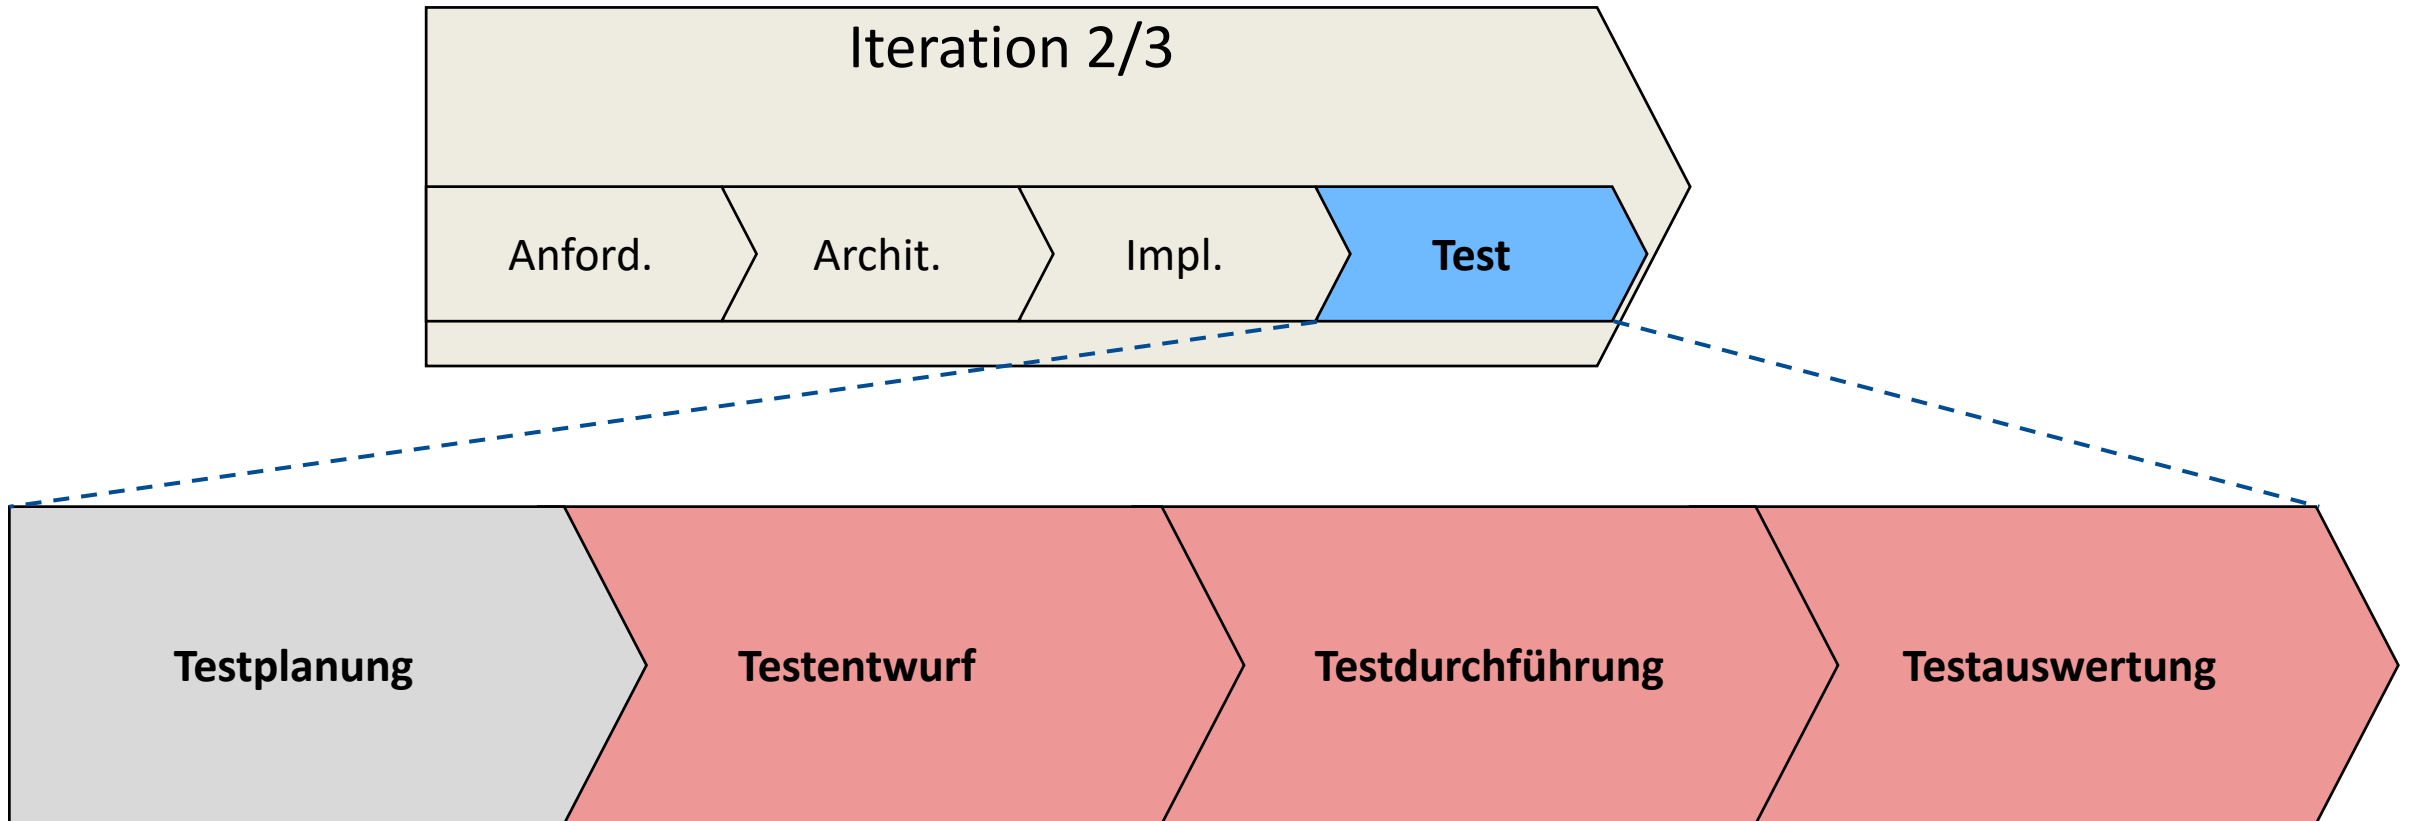 Iteration 2/3
Anford.
Archit.
Impl.
Test
Testplanung
Testentwurf
Testdurchführung
Testauswertung